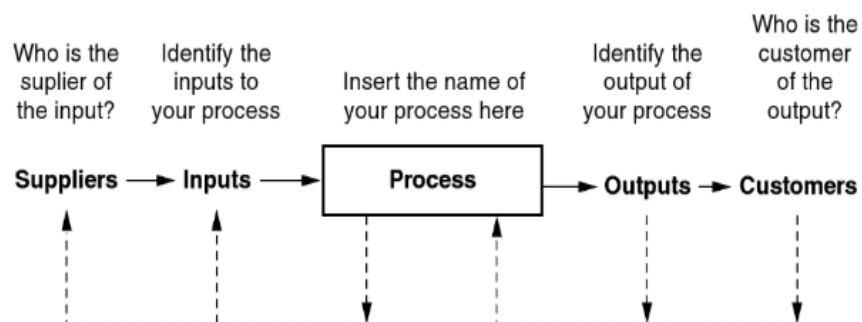 Who is the
suplier of
the input?
Identify the
inputs to
your process
Insert the name of
your process here
Identify the
output of
your process
Who is the
customer
of the
output?
Suppliers
Inputs
Process
Outputs
Customers